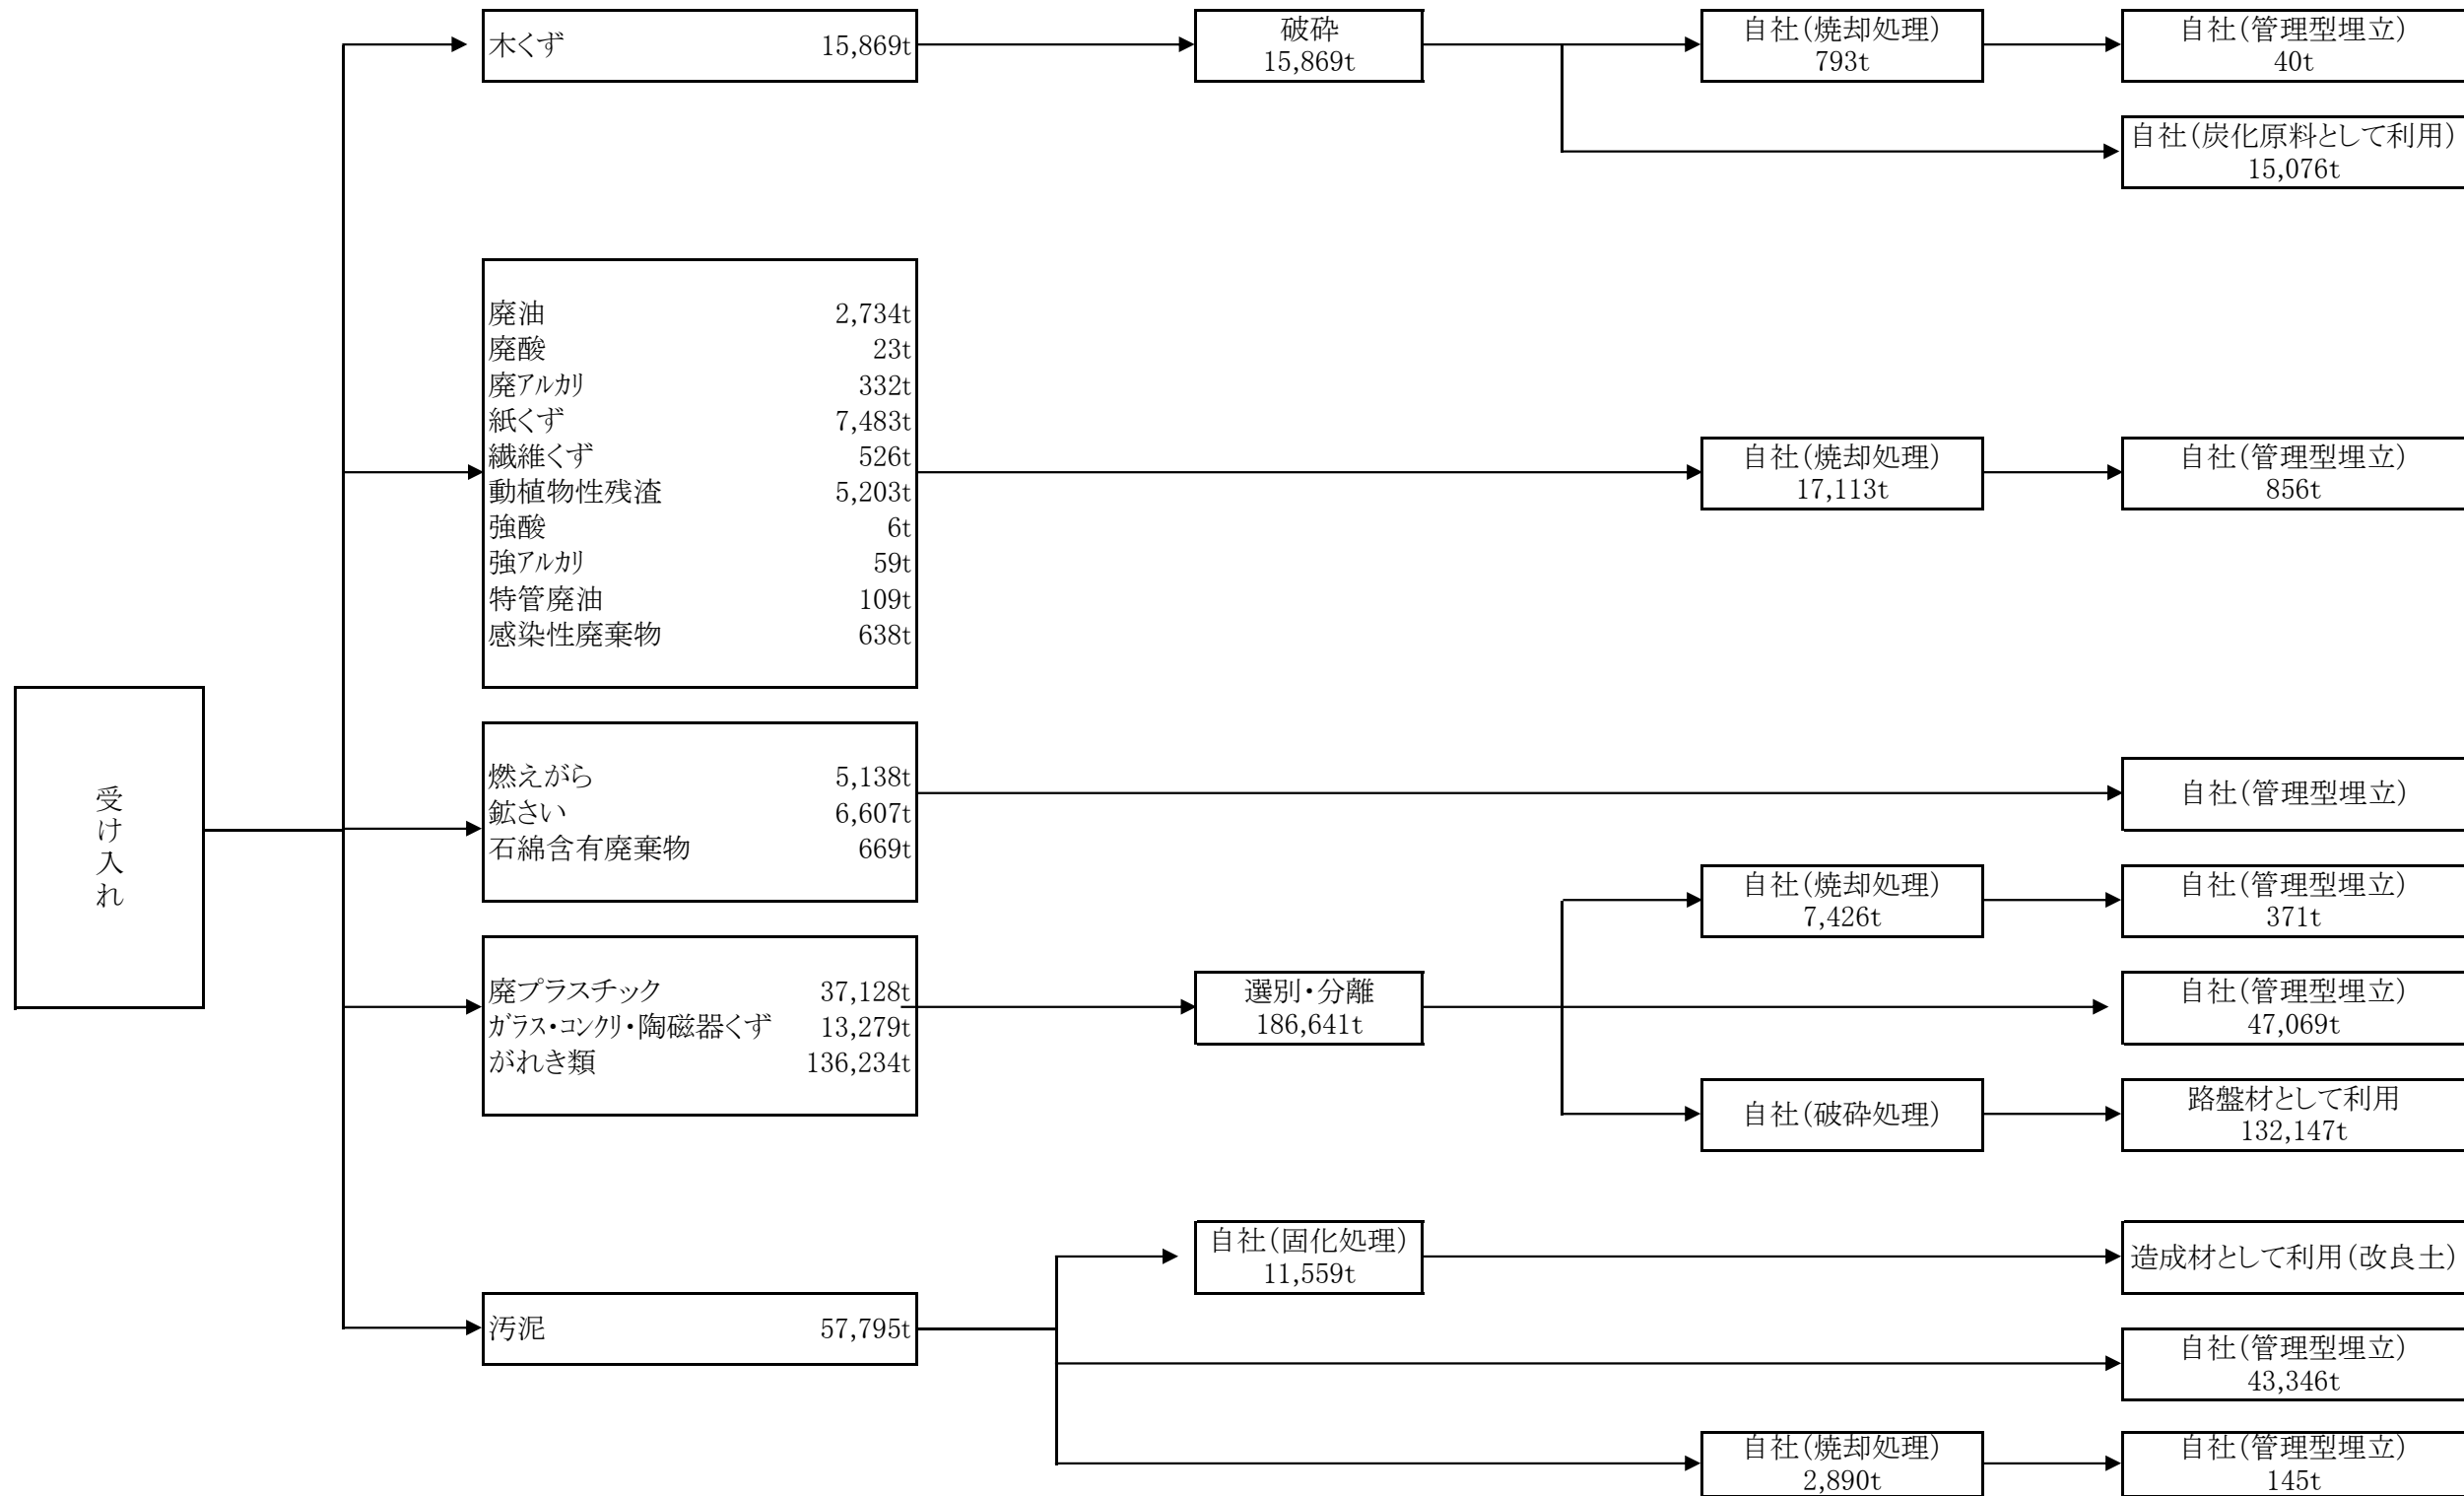 受け入れ
木くず 15,869t
破砕
15,869t
自社(焼却処理)
793t
自社(管理型埋立)
40t
自社(炭化原料として利用)
15,076t
廃油 2,734t
廃酸 23t
廃ｱﾙｶﾘ 332t
紙くず 7,483t
繊維くず 526t
動植物性残渣 5,203t
強酸 6t
強ｱﾙｶﾘ 59t
特管廃油 109t
感染性廃棄物 638t
自社(焼却処理)
17,113t
自社(管理型埋立)
856t
燃えがら 5,138t
鉱さい 6,607t
石綿含有廃棄物 669t
自社(管理型埋立)
廃プラスチック 37,128t
ｶﾞﾗｽ・ｺﾝｸﾘ・陶磁器くず 13,279t
がれき類 136,234t
選別・分離
186,641t
自社(焼却処理)
7,426t
自社(管理型埋立)
371t
自社(管理型埋立)
47,069t
自社(破砕処理)
路盤材として利用
132,147t
汚泥 57,795t
自社(固化処理)
11,559t
造成材として利用(改良土)
自社(管理型埋立)
43,346t
自社(焼却処理)
2,890t
自社(管理型埋立)
145t